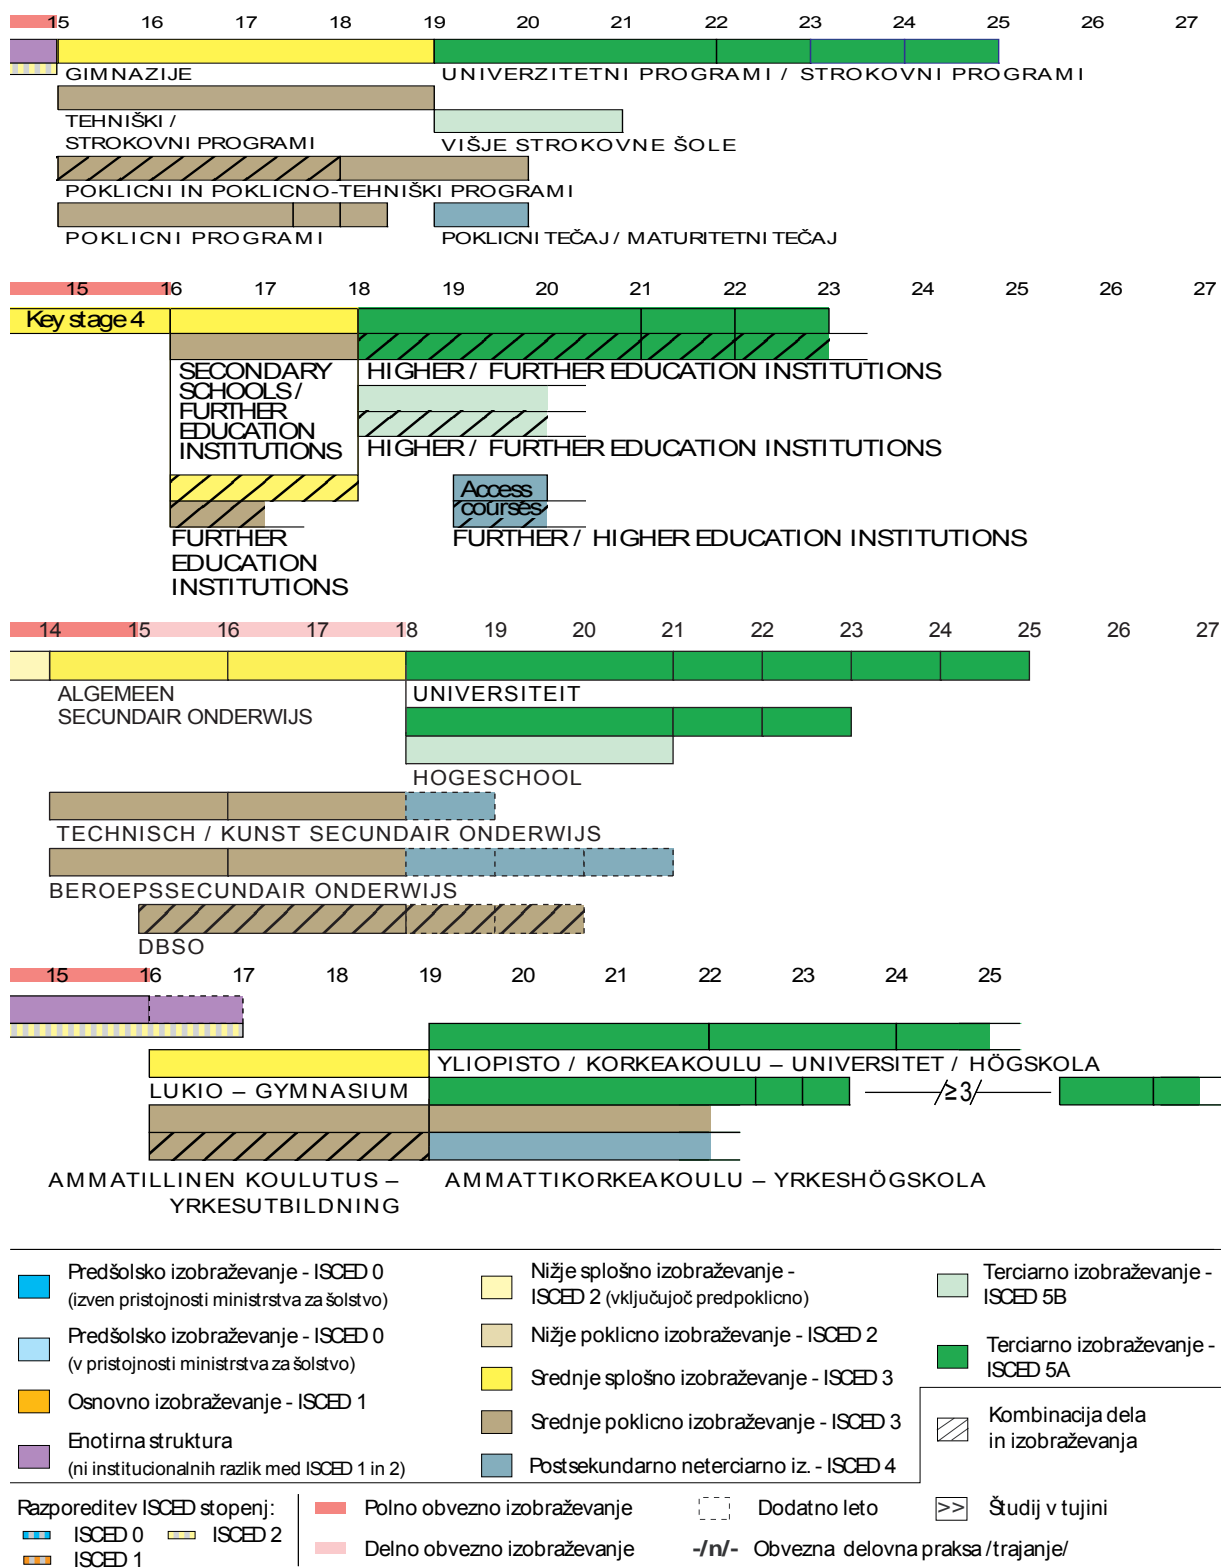 15 16 17 18 19 20 21 22 23 24 25 26 27
GIMNAZIJE
UNIVERZITETNI PROGRAMI / STROKOVNI PROGRAMI
TEHNIŠKI /
STROKOVNI PROGRAMI
VIŠJE STROKOVNE ŠOLE
POKLICNI IN POKLICNO-TEHNIŠKI PROGRAMI
POKLICNI PROGRAMI
POKLICNI TEČAJ / MATURITETNI TEČAJ
15 16 17 18 19 20 21 22 23 24 25 26 27
Key stage 4
SECONDARY
SCHOOLS /
FURTHER
EDUCATION
INSTITUTIONS
HIGHER / FURTHER EDUCATION INSTITUTIONS
HIGHER / FURTHER EDUCATION INSTITUTIONS
Access
courses
FURTHER
EDUCATION
INSTITUTIONS
FURTHER / HIGHER EDUCATION INSTITUTIONS
14 15 16 17 18 19 20 21 22 23 24 25 26 27
ALGEMEEN
SECUNDAIR ONDERWIJS
UNIVERSITEIT
HOGESCHOOL
TECHNISCH / KUNST SECUNDAIR ONDERWIJS
BEROEPSSECUNDAIR ONDERWIJS
DBSO
15 16 17 18 19 20 21 22 23 24 25
YLIOPISTO / KORKEAKOULU – UNIVERSITET / HÖGSKOLA
LUKIO – GYMNASIUM
/≥3/
AMMATILLINEN KOULUTUS –
YRKESUTBILDNING
AMMATTIKORKEAKOULU – YRKESHÖGSKOLA
Predšolsko izobraževanje - ISCED 0
(izven pristojnosti ministrstva za šolstvo)
Predšolsko izobraževanje - ISCED 0
(v pristojnosti ministrstva za šolstvo)
Osnovno izobraževanje - ISCED 1
Enotirna struktura
(ni institucionalnih razlik med ISCED 1 in 2)
Nižje splošno izobraževanje -
ISCED 2 (vključujoč predpoklicno)
Nižje poklicno izobraževanje - ISCED 2
Srednje splošno izobraževanje - ISCED 3
Srednje poklicno izobraževanje - ISCED 3
Postsekundarno neterciarno iz. - ISCED 4
Terciarno izobraževanje -
ISCED 5B
Terciarno izobraževanje -
ISCED 5A
Kombinacija dela
in izobraževanja
Razporeditev ISCED stopenj:
ISCED 0 ISCED 2
ISCED 1
Polno obvezno izobraževanje
Delno obvezno izobraževanje
Dodatno leto
-/n/- Obvezna delovna praksa /trajanje/
>> Študij v tujini